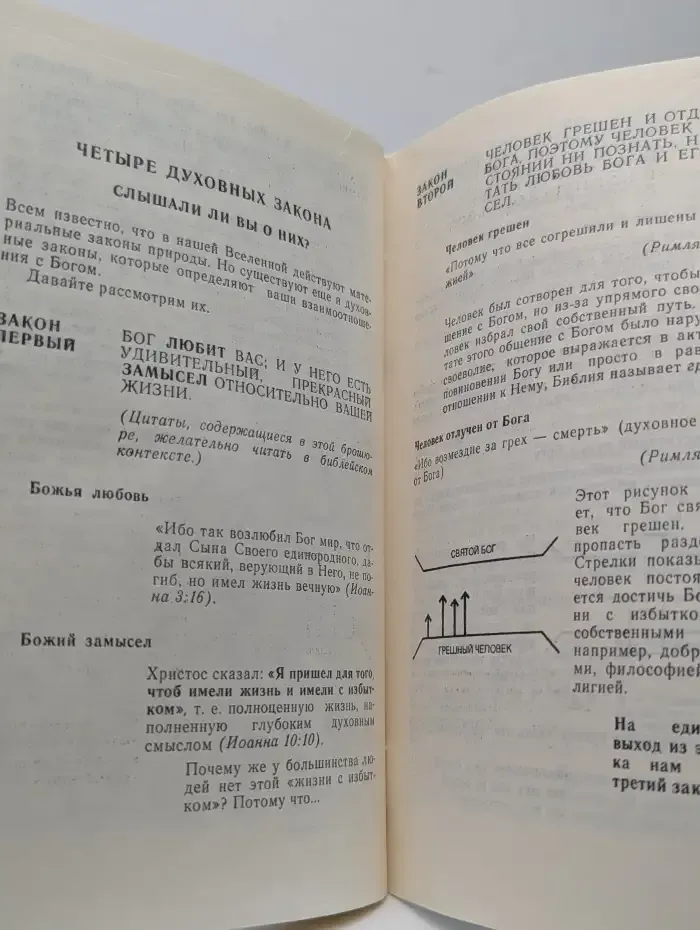 ЧЕТЫРЕ ДУХОВНЫХ ЗАКОНА
СЛЫШАЛИ ЛИ ВЫ О НИХ?
Всем известно, что в нашей Вселенной действуют мате-
риальные законы природы. Но существуют еще и духов-
ные законы, которые определяют ваши взаимоотноше-
ния с Богом.
Давайте рассмотрим их.
ЗАКОН
ПЕРВЫЙ
БОГ ЛЮБИТ ВАС; И У НЕГО ЕСТЬ
УДИВИТЕЛЬНЫЙ, ПРЕКРАСНЫЙ
ЗАМЫСЕЛ ОТНОСИТЕЛЬНО ВАШЕЙ
ЖИЗНИ.
(Цитаты, содержащиеся в этой брошю-
ре, желательно читать в библейском
контексте.)
Божья любовь
«Ибо так возлюбил Бог мир, что от-
дал Сына Своего единородного, да-
бы всякий, верующий в Него, не по-
гиб, но имел жизнь вечную» (Иоан-
на 3:16).
Божий замысел
Христос сказал: «Я пришел для того,
чтоб имели жизнь и имели с избыт-
ком», т. е. полноценную жизнь, на-
полненную глубокам духовным
смыслом (Иоанна 10:10).
Почему же у большинства лю-
дей нет этой «жизни с избыт-
ком»? Потому что...
ЗАКОН
ВТОРОЙ
ЧЕЛОВЕК ГРЕШЕН И ОТД
БОГА, ПОЭТОМУ ЧЕЛОВЕК
СТОЯНИИ НИ ПОЗНАТЬ, Н
ТАТЬ ЛЮБОВЬ БОГА И ЕГ
СЕЛ.
Человек грешен
«Потому что все согрешили и лишены
жией»
(Римля
Человек был сотворен для того, чтобы
шение с Богом, но из-за упрямого сво
ловек избрал свой собственный путь.
тате этого общение с Богом было нару
своеволие, которое выражается в акт
повиновении Богу или просто в рав
отношения к Нему, Библия называет гр
Человек отлучен от Бога
«Ибо возмездие за грех — смерть» (духовное
от Бога)
(Римля
СВЯТОЙ БОГ
ГРЕШНЫЙ ЧЕЛОВЕК
Этот рисунок
ет, что Бог свя
век грешен.
пропасть разде
Стрелки показы
человек постоя
ется достичь Бо
ни с избытко
собственными
например, добр
ми, философией
лигией.
На еди
выход из э
ка нам
третий зак